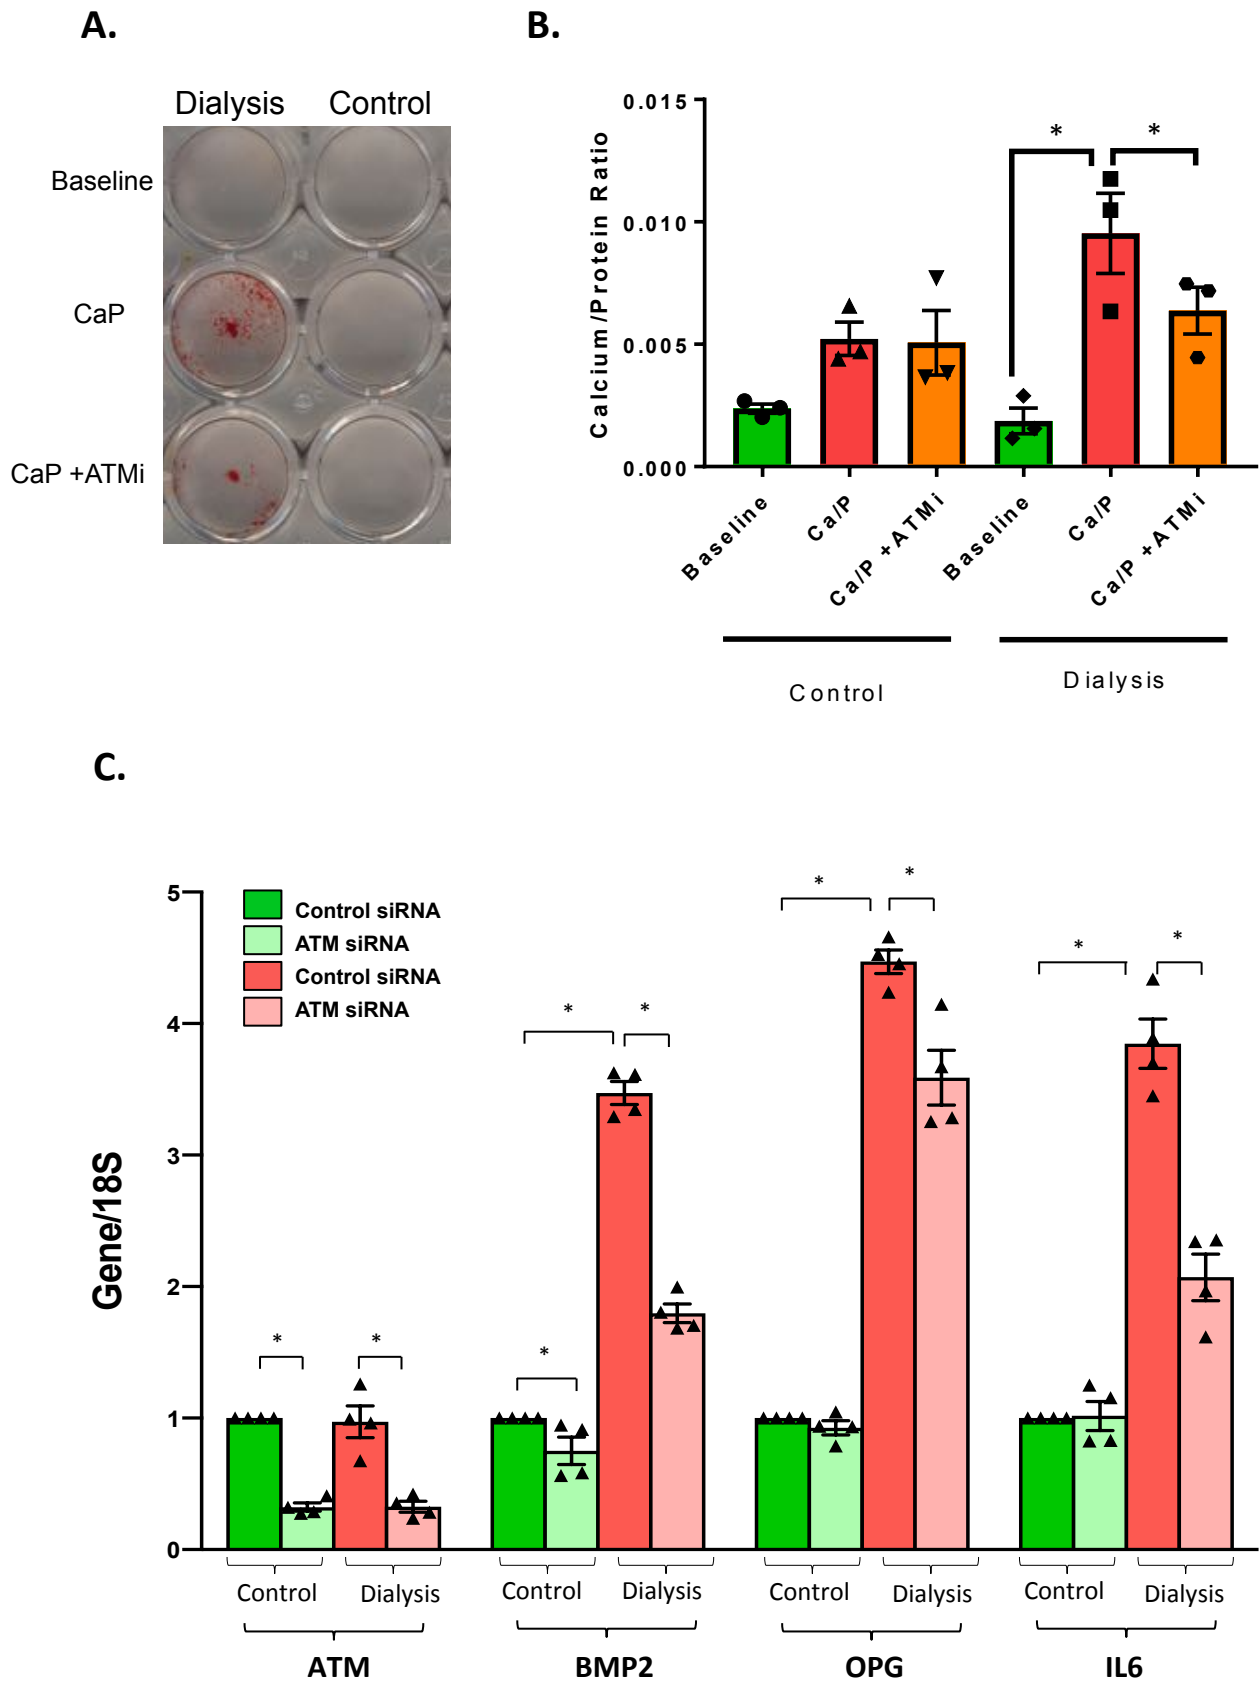 A.
B.
Dialysis Control
Baseline
CaP
CaP +ATMi
Calcium/Protein Ratio
0.015
0.010
0.005
0.000
*
*
Baseline
Ca/P
Ca/P +ATMi
Baseline
Ca/P
Ca/P +ATMi
Control
Dialysis
C.
Gene/18S
5
4
3
2
1
0
Control siRNA
ATM siRNA
Control siRNA
ATM siRNA
*
*
*
*
*
*
*
*
*
Control
Dialysis
Control
Dialysis
Control
Dialysis
Control
Dialysis
ATM
BMP2
OPG
IL6